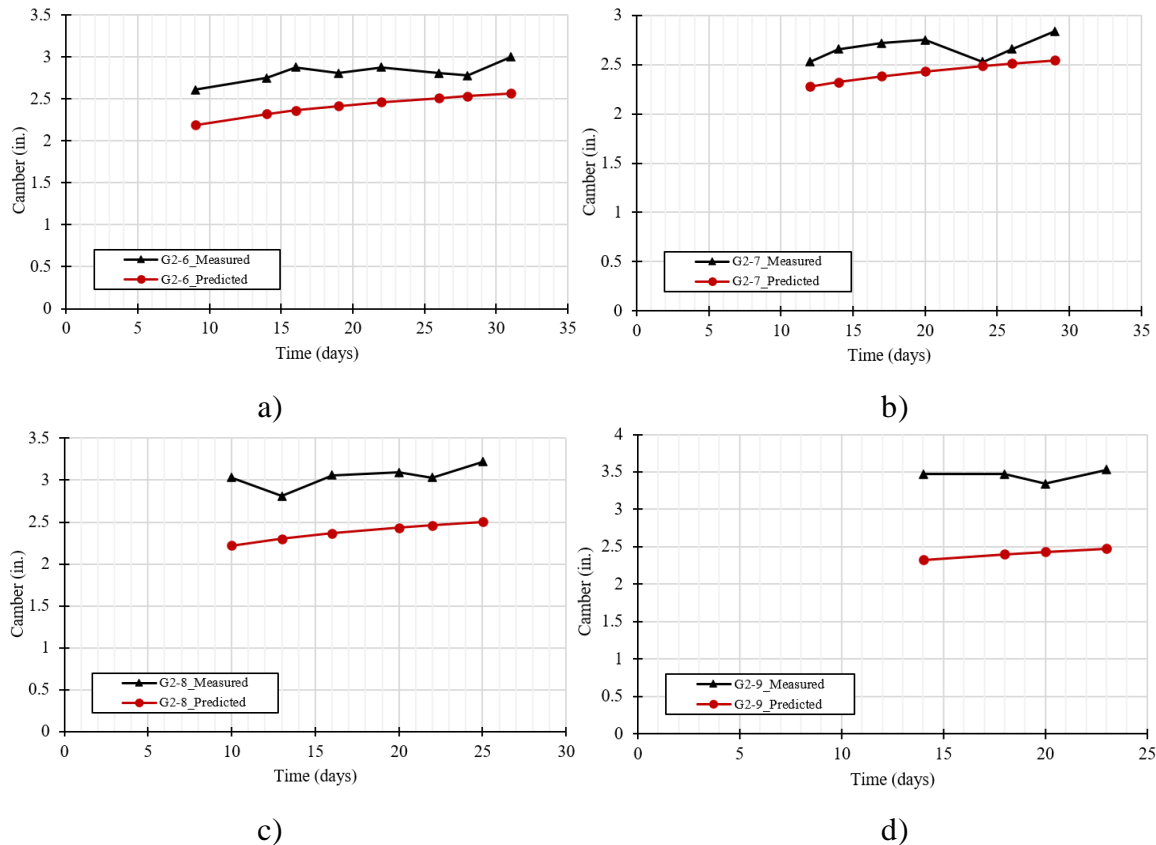 3.5
3
2.5
2
1.5
1
0.5
0
Camber (in.)
G2-6_Measured
G2-6_Predicted
0 5 10 15 20 25 30 35
Time (days)
a)
3
2.5
2
1.5
1
0.5
0
Camber (in.)
G2-7_Measured
G2-7_Predicted
0 5 10 15 20 25 30 35
Time (days)
b)
3.5
3
2.5
2
1.5
1
0.5
0
Camber (in.)
G2-8_Measured
G2-8_Predicted
0 5 10 15 20 25 30
Time (days)
c)
4
3.5
3
2.5
2
1.5
1
0.5
0
Camber (in.)
G2-9_Measured
G2-9_Predicted
0 5 10 15 20 25
Time (days)
d)